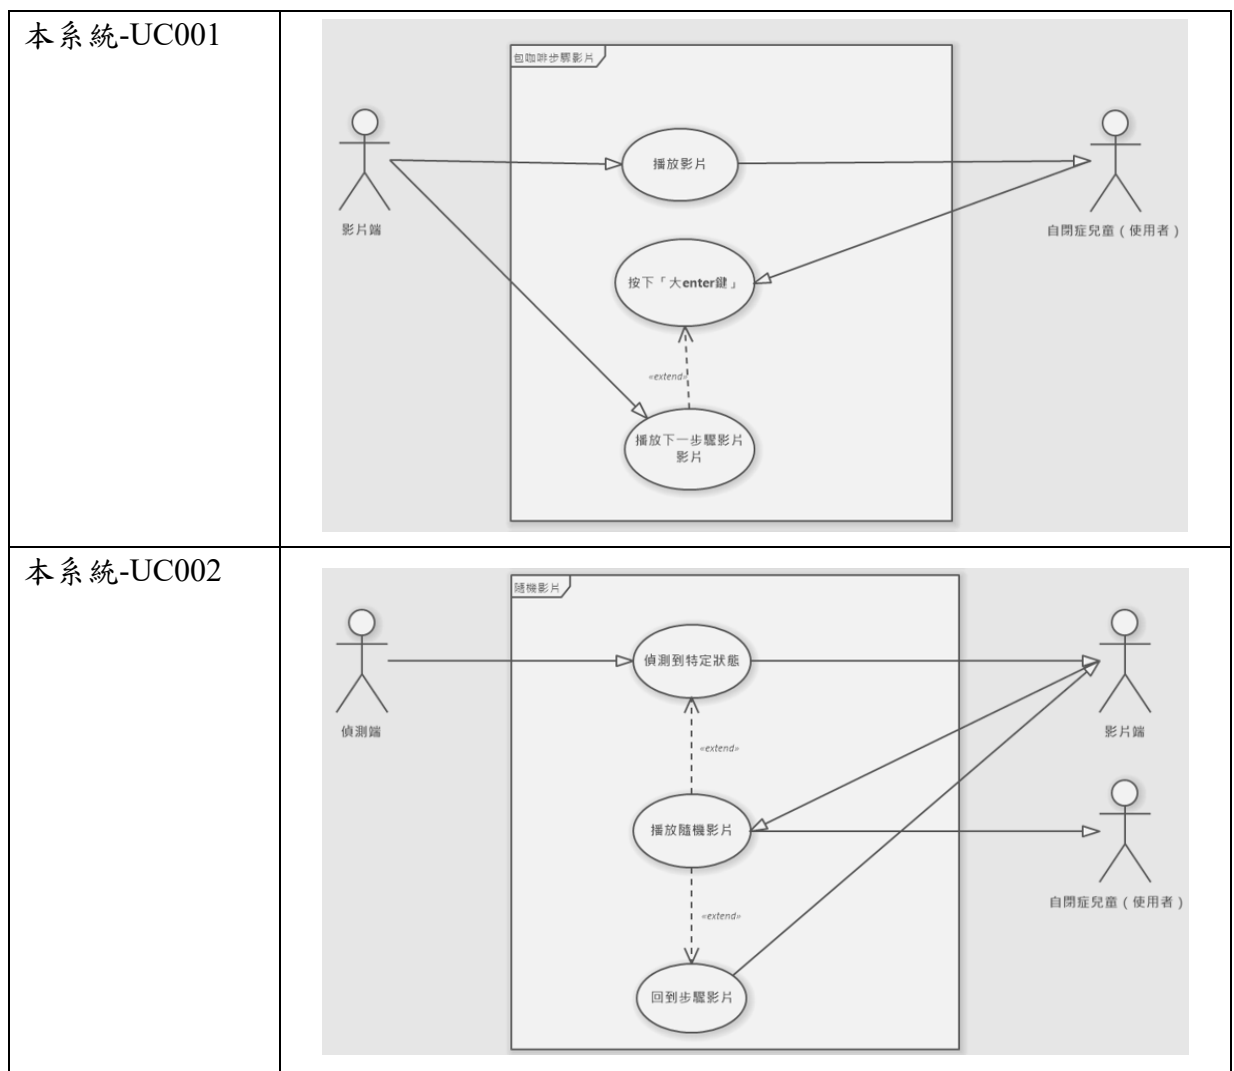 本系統-UC001
包咖啡步驟影片
播放影片
影片端
自閉症兒童(使用者)
按下「大enter鍵」
«extend»
播放下一步驟影片
影片
本系統-UC002
隨機影片
偵測到特定狀態
偵測端
影片端
«extend»
播放隨機影片
自閉症兒童(使用者)
«extend»
回到步驟影片